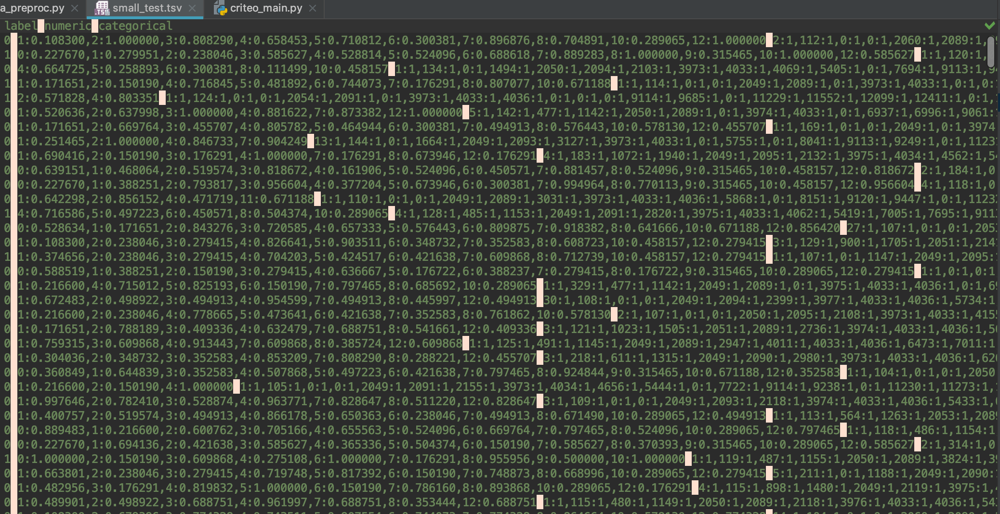 a_preproc.py small_test.tsv criteo_main.py
label numeric categorical
0 1:0.108300,2:1.000000,3:0.808290,4:0.658453,5:0.710812,6:0.300381,7:0.896876,8:0.704891,10:0.289065,12:1.000000 2:1,112:1,0:1,0:1,2060:1,2089:1,
1 0:0.227670,1:0.279951,2:0.238046,3:0.585627,4:0.528814,5:0.524096,6:0.688618,7:0.889283,8:1.000000,9:0.315465,10:1.000000,12:0.585627 1:1,120:1,
0 4:0.664725,5:0.258893,6:0.300381,8:0.111499,10:0.458157 1:1,134:1,0:1,1494:1,2050:1,2094:1,2103:1,3973:1,4033:1,4069:1,5405:1,0:1,7694:1,9113:1,
1 1:0.171651,2:0.150190,4:0.716845,5:0.481892,6:0.744073,7:0.176291,8:0.807077,10:0.671188 1:1,114:1,0:1,0:1,2049:1,2089:1,0:1,3973:1,4033:1,0:1,0:
1 2:0.571828,4:0.803351 1:1,124:1,0:1,0:1,2054:1,2091:1,0:1,3973:1,4033:1,4036:1,0:1,0:1,0:1,9114:1,9685:1,0:1,11229:1,11552:1,12099:1,12411:1,0:1,
0 1:0.520636,2:0.637998,3:1.000000,4:0.881622,7:0.873382,12:1.000000 5:1,142:1,477:1,1142:1,2050:1,2089:1,0:1,3974:1,4033:1,0:1,6937:1,6996:1,9061:
0 1:0.171651,2:0.669764,3:0.455707,4:0.805782,5:0.464944,6:0.300381,7:0.494913,8:0.576443,10:0.578130,12:0.455707 1:1,169:1,0:1,0:1,2049:1,0:1,3974
0 1:0.251465,2:1.000000,4:0.846733,7:0.904249 13:1,144:1,0:1,1664:1,2049:1,2093:1,3127:1,3973:1,4033:1,0:1,5755:1,0:1,8041:1,9113:1,9249:1,0:1,1123
0 1:0.690416,2:0.150190,3:0.176291,4:1.000000,7:0.176291,8:0.673946,12:0.176291 4:1,183:1,1072:1,1940:1,2049:1,2095:1,2132:1,3975:1,4034:1,4562:1,5
0 0:0.639151,1:0.468064,2:0.519574,3:0.818672,4:0.161906,5:0.524096,6:0.450571,7:0.881457,8:0.524096,9:0.315465,10:0.458157,12:0.818672 2:1,184:1,0
0 0:0.227670,1:0.388251,2:0.793817,3:0.956604,4:0.377204,5:0.673946,6:0.300381,7:0.994964,8:0.770113,9:0.315465,10:0.458157,12:0.956604 4:1,118:1,0
0 1:0.642298,2:0.856152,4:0.471719,11:0.671188 1:1,110:1,0:1,0:1,2049:1,2089:1,3031:1,3973:1,4033:1,4036:1,5868:1,0:1,8151:1,9120:1,9447:1,0:1,11232
1 4:0.716586,5:0.497223,6:0.450571,8:0.504374,10:0.289065 4:1,128:1,485:1,1153:1,2049:1,2091:1,2820:1,3975:1,4033:1,4062:1,5419:1,7005:1,7695:1,911
0 0:0.528634,1:0.171651,2:0.843276,3:0.720585,4:0.657333,5:0.576443,6:0.809875,7:0.918382,8:0.641666,10:0.671188,12:0.856420 27:1,107:1,0:1,0:1,205
0 1:0.108300,2:0.238046,3:0.279415,4:0.826641,5:0.903511,6:0.348732,7:0.352583,8:0.608723,10:0.458157,12:0.279415 3:1,129:1,900:1,1705:1,2051:1,214
1 1:0.374656,2:0.238046,3:0.279415,4:0.704203,5:0.424517,6:0.421638,7:0.609868,8:0.712739,10:0.458157,12:0.279415 1:1,107:1,0:1,1147:1,2049:1,2095:
0 0:0.588519,1:0.388251,2:0.150190,3:0.279415,4:0.636667,5:0.176722,6:0.388237,7:0.279415,8:0.176722,9:0.315465,10:0.289065,12:0.279415 1:1,0:1,0:1
0 1:0.216600,4:0.715012,5:0.825193,6:0.150190,7:0.797465,8:0.685692,10:0.289065 1:1,329:1,477:1,1142:1,2049:1,2089:1,0:1,3975:1,4033:1,4036:1,0:1,6
0 1:0.672483,2:0.498922,3:0.494913,4:0.954599,7:0.494913,8:0.445997,12:0.494913 30:1,108:1,0:1,0:1,2049:1,2094:1,2399:1,3977:1,4033:1,4036:1,5734:1
0 1:0.216600,2:0.238046,4:0.778665,5:0.473641,6:0.421638,7:0.352583,8:0.761862,10:0.578130 2:1,107:1,0:1,0:1,2050:1,2095:1,2108:1,3973:1,4033:1,415
0 1:0.171651,2:0.788189,3:0.409336,4:0.632479,7:0.688751,8:0.541661,12:0.409336 3:1,121:1,1023:1,1505:1,2051:1,2089:1,2736:1,3974:1,4033:1,4036:1,5
0 1:0.759315,3:0.609868,4:0.913443,7:0.609868,8:0.385724,12:0.609868 1:1,125:1,491:1,1145:1,2049:1,2089:1,2947:1,4011:1,4033:1,4036:1,6473:1,7011:1
0 1:0.304036,2:0.348732,3:0.352583,4:0.853209,7:0.808290,8:0.288221,12:0.455707 3:1,218:1,611:1,1315:1,2049:1,2090:1,2980:1,3973:1,4033:1,4036:1,62
0 0:0.360849,1:0.644839,3:0.352583,4:0.507868,5:0.497223,6:0.421638,7:0.797465,8:0.924844,9:0.315465,10:0.671188,12:0.352583 1:1,104:1,0:1,0:1,2050
0 1:0.216600,2:0.150190,4:1.000000 1:1,105:1,0:1,0:1,2049:1,2091:1,2155:1,3973:1,4034:1,4656:1,5444:1,0:1,7722:1,9114:1,9238:1,0:1,11230:1,11273:1,
0 1:0.997646,2:0.782410,3:0.528874,4:0.963771,7:0.828647,8:0.511220,12:0.828647 3:1,109:1,0:1,0:1,2049:1,2093:1,2118:1,3974:1,4033:1,4036:1,5433:1,
0 1:0.400757,2:0.519574,3:0.494913,4:0.866178,5:0.650363,6:0.238046,7:0.494913,8:0.671490,10:0.289065,12:0.494913 1:1,113:1,564:1,1263:1,2053:1,208
0 0:0.889483,1:0.216600,2:0.600762,3:0.705166,4:0.655563,5:0.524096,6:0.669764,7:0.797465,8:0.524096,10:0.289065,12:0.797465 1:1,118:1,486:1,1154:1
0 0:0.227670,1:0.694136,2:0.421638,3:0.585627,4:0.365336,5:0.504374,6:0.150190,7:0.585627,8:0.370393,9:0.315465,10:0.289065,12:0.585627 2:1,314:1,0
1 0:1.000000,2:0.150190,3:0.609868,4:0.275108,6:1.000000,7:0.176291,8:0.955956,9:0.500000,10:1.000000 1:1,119:1,487:1,1155:1,2050:1,2089:1,3824:1,3
0 1:0.663801,2:0.238046,3:0.279415,4:0.719748,5:0.817392,6:0.150190,7:0.748873,8:0.668996,10:0.289065,12:0.279415 5:1,211:1,0:1,1188:1,2049:1,2090:
0 1:0.482956,3:0.176291,4:0.819832,5:1.000000,6:0.150190,7:0.786160,8:0.893868,10:0.289065,12:0.176291 4:1,115:1,898:1,1480:1,2049:1,2119:1,3975:1,
0 1:0.489901,2:0.498922,3:0.688751,4:0.961997,7:0.688751,8:0.353444,12:0.688751 1:1,115:1,480:1,1149:1,2050:1,2089:1,2118:1,3976:1,4033:1,4036:1,54